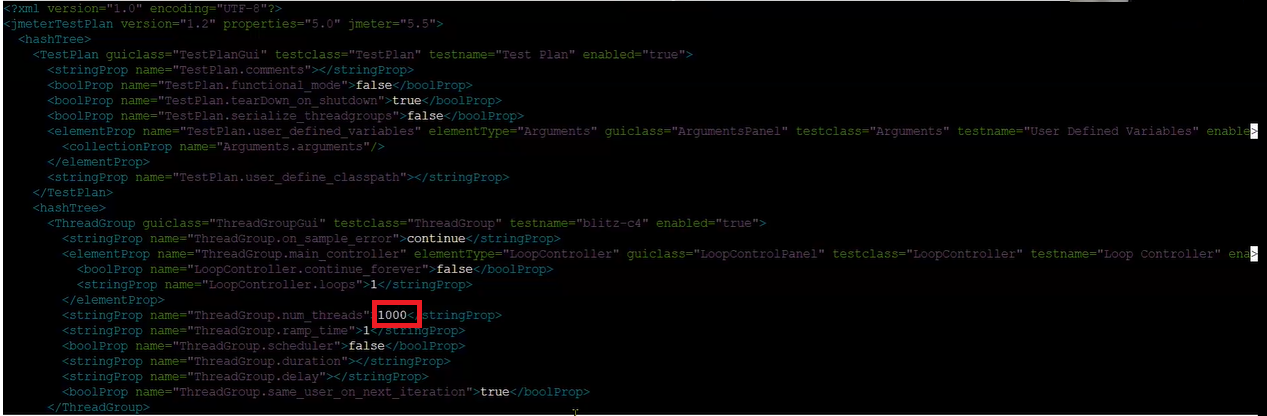 <?xml version="1.0" encoding="UTF-8"?>
<jmeterTestPlan version="1.2" properties="5.0" jmeter="5.5">
  <hashTree>
    <TestPlan guiclass="TestPlanGui" testclass="TestPlan" testname="Test Plan" enabled="true">
      <stringProp name="TestPlan.comments"></stringProp>
      <boolProp name="TestPlan.functional_mode">false</boolProp>
      <boolProp name="TestPlan.tearDown_on_shutdown">true</boolProp>
      <boolProp name="TestPlan.serialize_threadgroups">false</boolProp>
      <elementProp name="TestPlan.user_defined_variables" elementType="Arguments" guiclass="ArgumentsPanel" testclass="Arguments" testname="User Defined Variables" enable>
        <collectionProp name="Arguments.arguments"/>
      </elementProp>
      <stringProp name="TestPlan.user_define_classpath"></stringProp>
    </TestPlan>
    <hashTree>
      <ThreadGroup guiclass="ThreadGroupGui" testclass="ThreadGroup" testname="blitz-c4" enabled="true">
        <stringProp name="ThreadGroup.on_sample_error">continue</stringProp>
        <elementProp name="ThreadGroup.main_controller" elementType="LoopController" guiclass="LoopControlPanel" testclass="LoopController" testname="Loop Controller" ena>
          <boolProp name="LoopController.continue_forever">false</boolProp>
          <stringProp name="LoopController.loops">1</stringProp>
        </elementProp>
        <stringProp name="ThreadGroup.num_threads">1000</stringProp>
        <stringProp name="ThreadGroup.ramp_time">1</stringProp>
        <boolProp name="ThreadGroup.scheduler">false</boolProp>
        <stringProp name="ThreadGroup.duration"></stringProp>
        <stringProp name="ThreadGroup.delay"></stringProp>
        <boolProp name="ThreadGroup.same_user_on_next_iteration">true</boolProp>
      </ThreadGroup>